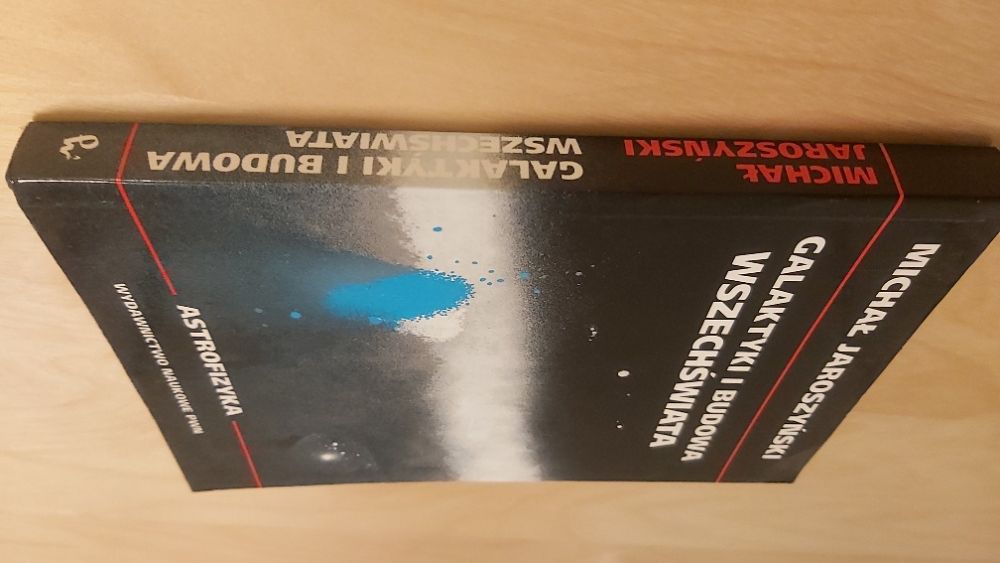 MICHAŁ
JAROSZYŃSKI
GALAKTYKI I BUDOWA
WSZECHŚWIATA
MICHAŁ JAROSZYŃSKI
GALAKTYKI I BUDOWA
WSZECHŚWIATA
ASTROFIZYKA
WYDAWNICTWO NAUKOWE PWN